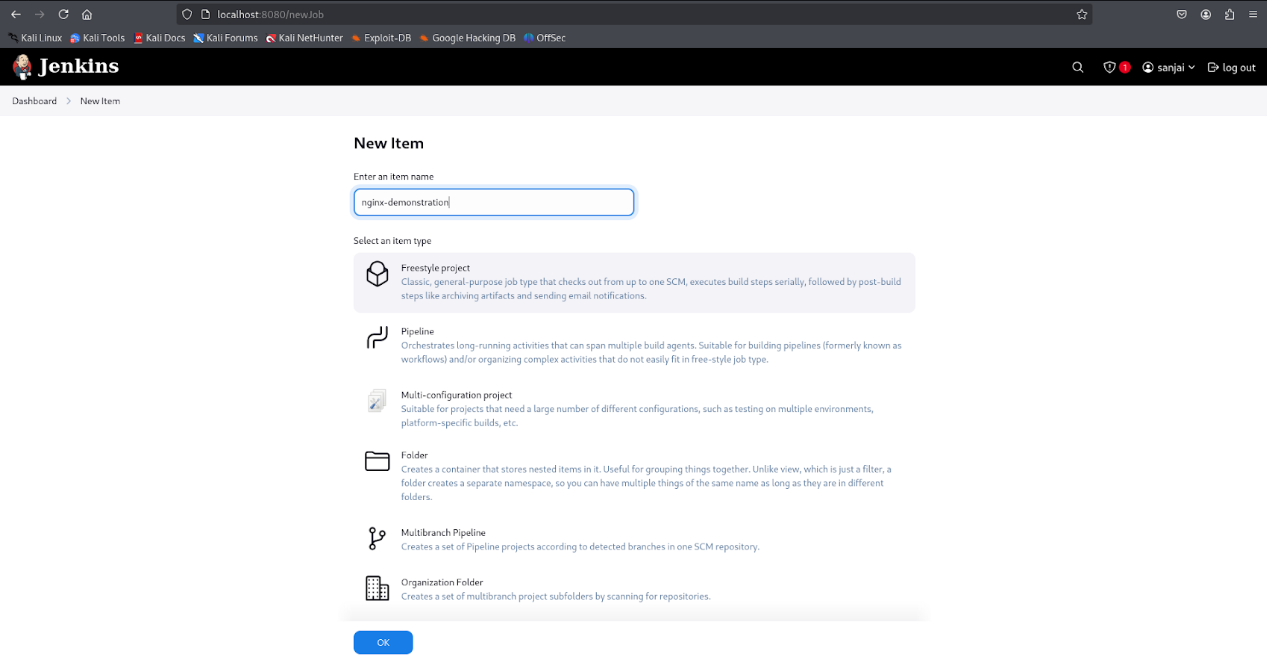 localhost:8080/newJob
Kali Linux Kali Tools Kali Docs Kali Forums Kali NetHunter Exploit-DB Google Hacking DB OffSec
Jenkins 1 sanjai log out
Dashboard New Item
New Item
Enter an item name
nginx-demonstration
Select an item type
Freestyle project
Classic, general-purpose job type that checks out from up to one SCM, executes build steps serially, followed by post-build
steps like archiving artifacts and sending email notifications.
Pipeline
Orchestrates long-running activities that can span multiple build agents. Suitable for building pipelines (formerly known as
workflows) and/or organizing complex activities that do not easily fit in free-style job type.
Multi-configuration project
Suitable for projects that need a large number of different configurations, such as testing on multiple environments,
platform-specific builds, etc.
Folder
Creates a container that stores nested items in it. Useful for grouping things together. Unlike view, which is just a filter, a
folder creates a separate namespace, so you can have multiple things of the same name as long as they are in different
folders.
Multibranch Pipeline
Creates a set of Pipeline projects according to detected branches in one SCM repository.
Organization Folder
Creates a set of multibranch project subfolders by scanning for repositories.
OK